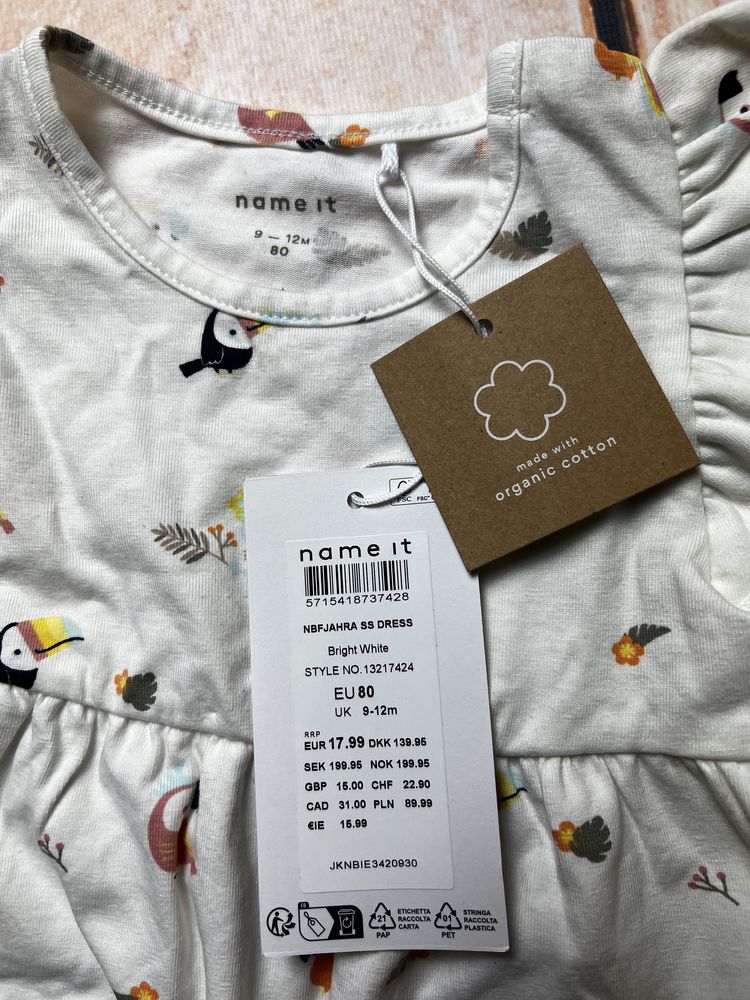 name it
9 — 12M
80
made with
organic cotton
FSC FSC®
name it
5715418737428
NBFJAHRA SS DRESS
Bright White
STYLE NO.13217424
EU 80
UK 9-12m
RRP
EUR 17.99 DKK 139.95
SEK 199.95 NOK 199.95
GBP 15.00 CHF 22.90
CAD 31.00 PLN 89.99
€IE 15.99
JKNBIE3420930
FR
21
PAP
ETICHETTA
RACCOLTA
CARTA
01
PET
STRINGA
RACCOLTA
PLASTICA